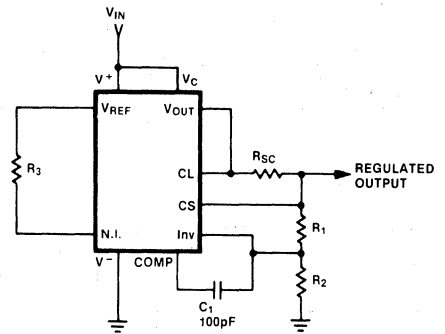 VIN
V+ VC
VREF VOUT
R3
RSC
CL
REGULATED
OUTPUT
CS
R1
N.I. Inv
V- COMP
R2
C1
100pF